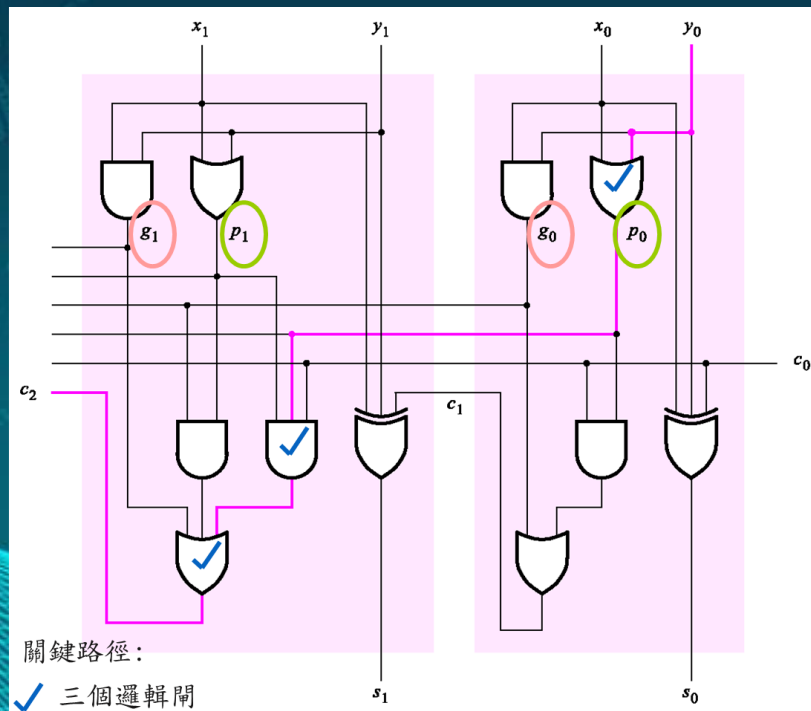 x₁ y₁ x₀ y₀
g₁ p₁ g₀ p₀
c₀
c₂
c₁
關鍵路徑:
✓ 三個邏輯閘
s₁ s₀